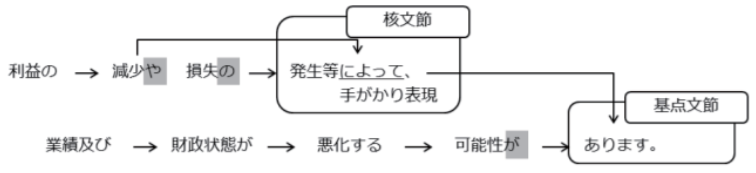 核文節
利益の 減少や 損失の 発生等によって、
手がかり表現
基点文節
業績及び 財政状態が 悪化する 可能性が あります。